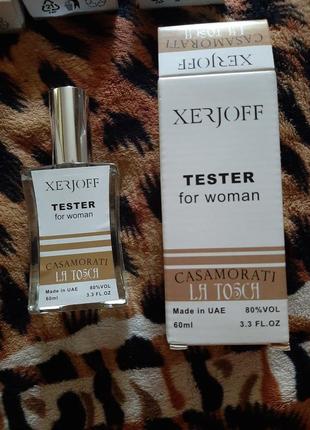 XERJOFF
TESTER
for woman
CASAMORATI
LA TOSCA
Made in UAE 80%VOL
60ml 3.3 FL.OZ
CASAMORATI
XERJOFF
TESTER
for woman
CASAMORATI
LA TOSCA
Made in UAE 80%VOL
60ml 3.3 FL.OZ